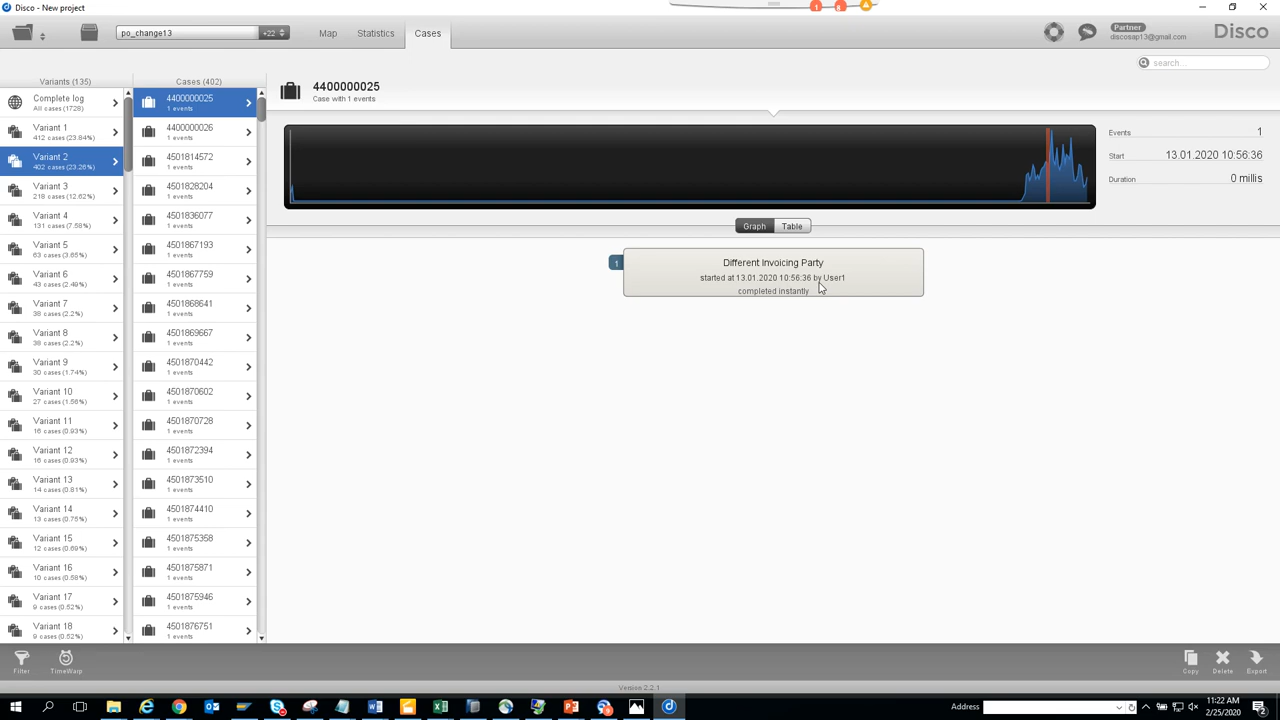 Disco - New project
1
6
po_change13
+22
Map
Statistics
Cases
Partner
discosap13@gmail.com
Disco
search...
Variants (135)
Cases (402)
Complete log
All cases (1728)
Variant 1
412 cases (23.84%)
Variant 2
402 cases (23.26%)
Variant 3
218 cases (12.62%)
Variant 4
131 cases (7.58%)
Variant 5
63 cases (3.65%)
Variant 6
43 cases (2.49%)
Variant 7
38 cases (2.2%)
Variant 8
38 cases (2.2%)
Variant 9
30 cases (1.74%)
Variant 10
27 cases (1.56%)
Variant 11
16 cases (0.93%)
Variant 12
16 cases (0.93%)
Variant 13
14 cases (0.81%)
Variant 14
13 cases (0.75%)
Variant 15
12 cases (0.69%)
Variant 16
10 cases (0.58%)
Variant 17
9 cases (0.52%)
Variant 18
9 cases (0.52%)
4400000025
1 events
4400000026
1 events
4501814572
1 events
4501828204
1 events
4501836077
1 events
4501867193
1 events
4501867759
1 events
4501868641
1 events
4501869667
1 events
4501870442
1 events
4501870602
1 events
4501870728
1 events
4501872394
1 events
4501873510
1 events
4501874410
1 events
4501875358
1 events
4501875871
1 events
4501875946
1 events
4501876751
1 events
4400000025
Case with 1 events
Events 1
Start 13.01.2020 10:56:36
Duration 0 millis
Graph
Table
1
Different Invoicing Party
started at 13.01.2020 10:56:36 by User1
completed instantly
Filter
TimeWarp
Copy
Delete
Export
Version 2.2.1
Address
11:22 AM
2/25/2020
2